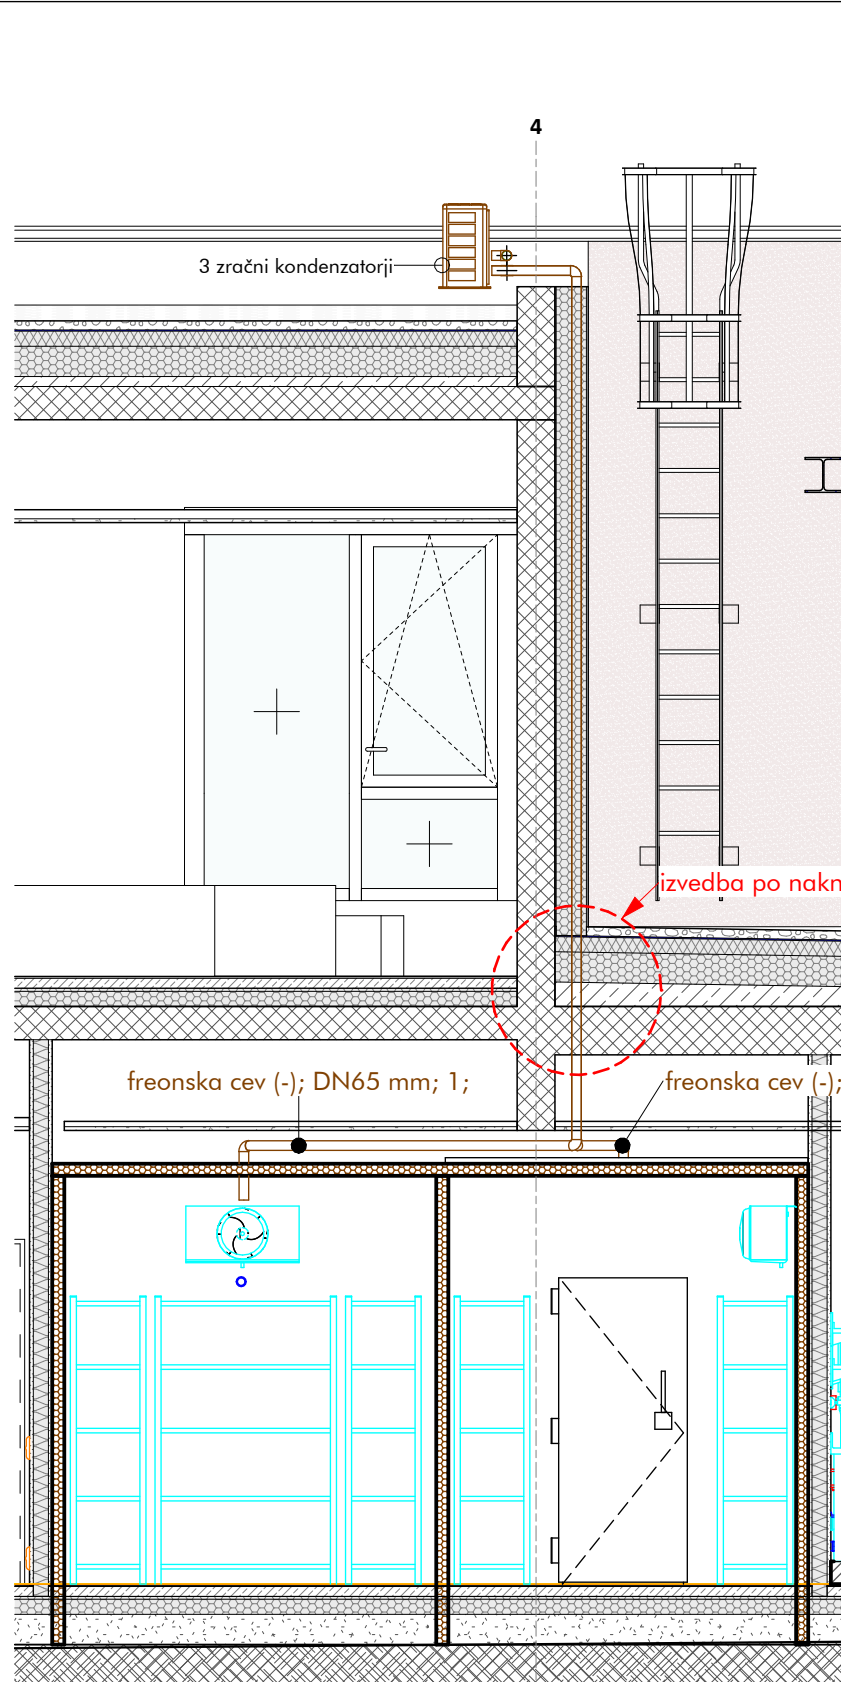 4
3 zračni kondenzatorji
izvedba po nakn
freonska cev (-); DN65 mm; 1;
freonska cev (-);